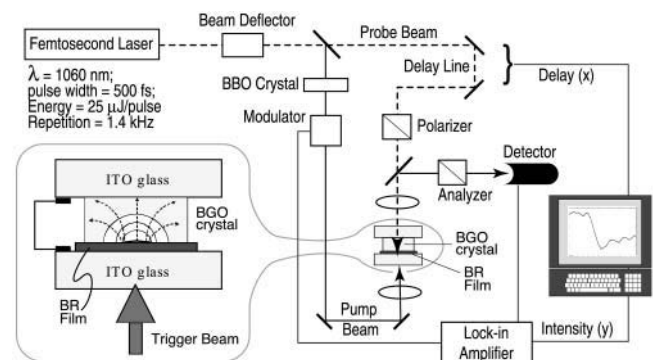 Beam Deflector
Femtosecond Laser
Probe Beam
λ = 1060 nm;
pulse width = 500 fs;
Energy = 25 μJ/pulse
Repetition = 1.4 kHz
BBO Crystal
Delay Line
Delay (x)
Modulator
Polarizer
Detector
Analyzer
ITO glass
BGO
crystal
ITO glass
BR
Film
Trigger Beam
BGO
crystal
BR
Film
Pump
Beam
Lock-in
Amplifier
Intensity (y)